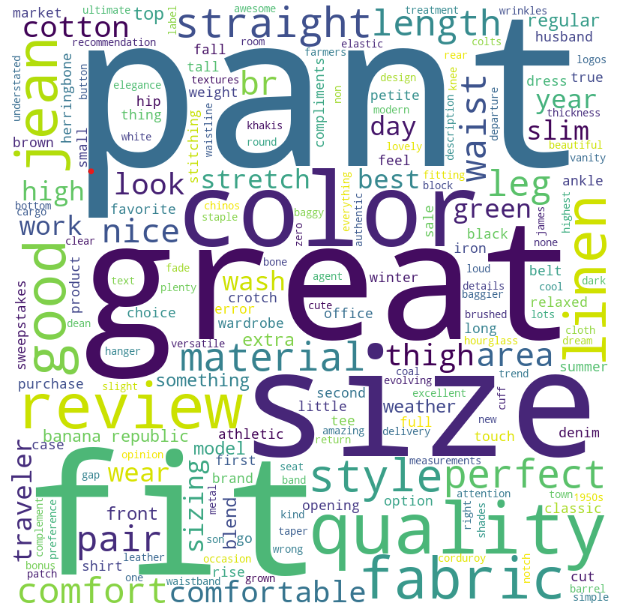 market
ultimate
awesome
treatment
wrinkles
cotton
label
top
straight
length
regular
recommendation
room
farmers
elastic
colts
husband
understated
jean
herringbone
button
elegance
textures
tall
fall
weight
pant
br
compliments
non
design
rear
knee
logos
thing
hip
petite
modern
description
departure
waist
dress
true
year
small
white
khakis
waistline
round
day
lovely
fitting
slim
thickness
brown
stitching
feel
beautiful
vanity
high
look
stretch
best
block
leg
ankle
bottom
cargo
favorite
chinos
staple
baggy
everything
authentic
sale
green
black
james
none
highest
work
nice
color
zero
iron
clear
good
product
text
plenty
fade
great
bone
agent
winter
loud
details
baggier
belt
cool
dark
linen
wash
crotch
cute
office
brushed
relaxed
lots
sweepstakes
dean
choice
error
wardrobe
long
hourglass
cloth
dream
hanger
versatile
extra
material
thigh
area
summer
purchase
slight
something
second
weather
coal
evolving
excellent
trend
cuff
review
little
tee
full
touch
new
denim
size
case
opinion
banana republic
athletic
amazing
return
delivery
measurements
traveler
gap
wear
model
first
seat
band
style
perfect
complement
preference
fit
sizing
brand
opening
option
attention
right
shades
town
1950s
classic
front
metal
blend
kind
pair
son
go
taper
quality
bonus
patch
leather
shirt
occasion
rise
wrong
corduroy
notch
cut
barrel
simple
comfort
one
comfortable
waistband
grown
fabric